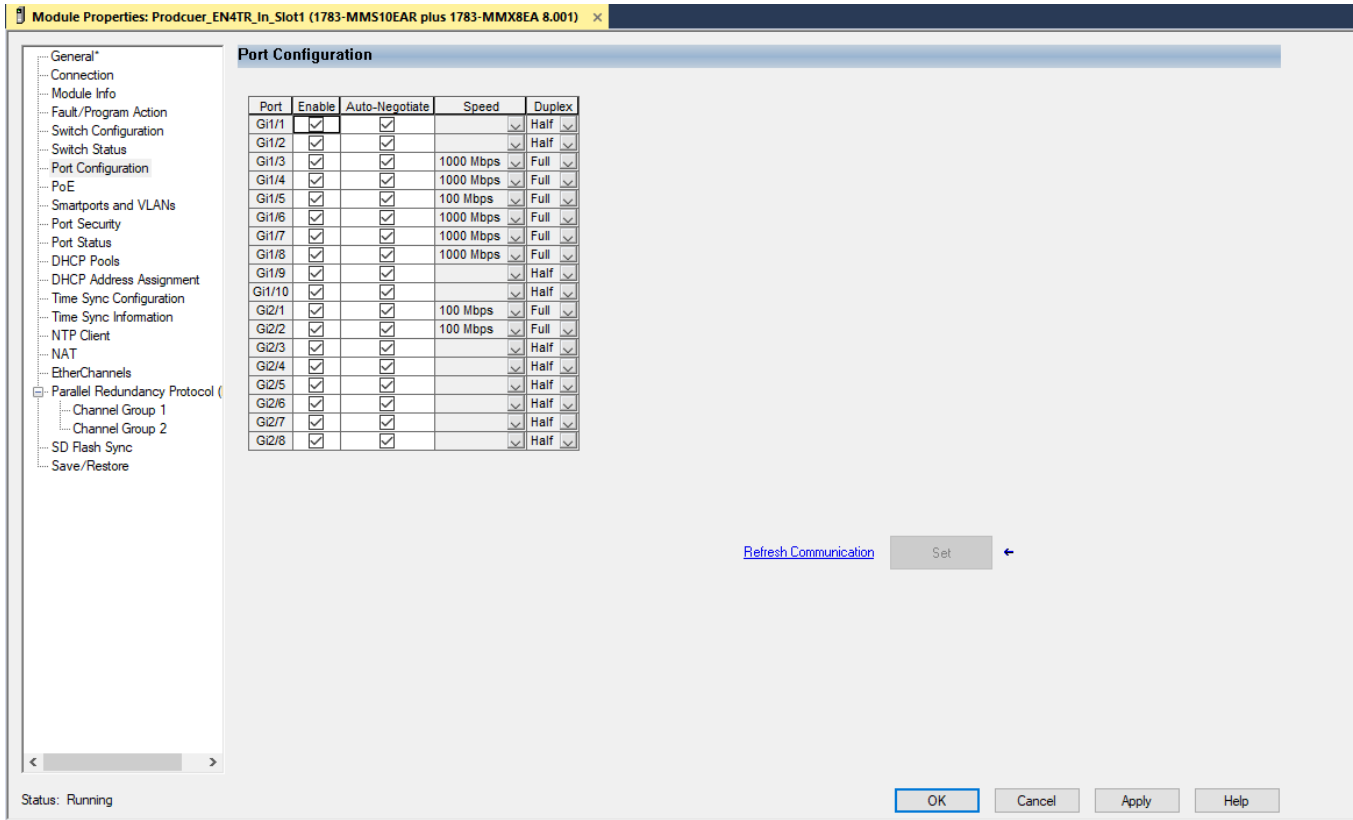 Module Properties: Prodcuer_EN4TR_In_Slot1 (1783-MMS10EAR plus 1783-MMX8EA 8.001) ×
General*
Connection
Module Info
Fault/Program Action
Switch Configuration
Switch Status
Port Configuration
PoE
Smartports and VLANs
Port Security
Port Status
DHCP Pools
DHCP Address Assignment
Time Sync Configuration
Time Sync Information
NTP Client
NAT
EtherChannels
Parallel Redundancy Protocol (
Channel Group 1
Channel Group 2
SD Flash Sync
Save/Restore
Port Configuration
Port Enable Auto-Negotiate Speed Duplex
Gi1/1 Half
Gi1/2 Half
Gi1/3 1000 Mbps Full
Gi1/4 1000 Mbps Full
Gi1/5 100 Mbps Full
Gi1/6 1000 Mbps Full
Gi1/7 1000 Mbps Full
Gi1/8 1000 Mbps Full
Gi1/9 Half
Gi1/10 Half
Gi2/1 100 Mbps Full
Gi2/2 100 Mbps Full
Gi2/3 Half
Gi2/4 Half
Gi2/5 Half
Gi2/6 Half
Gi2/7 Half
Gi2/8 Half
Refresh Communication Set
Status: Running
OK Cancel Apply Help